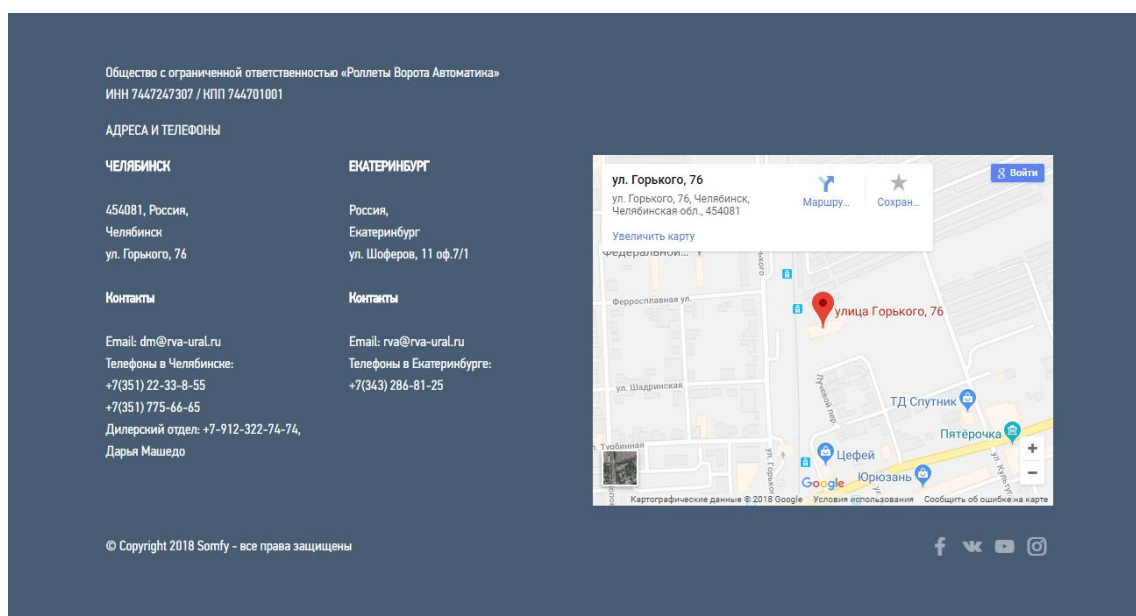 Общество с ограниченной ответственностью «Роллеты Ворота Автоматика»
ИНН 7447247307 / КПП 744701001
АДРЕСА И ТЕЛЕФОНЫ
ЧЕЛЯБИНСК
454081, Россия,
Челябинск
ул. Горького, 76
Контакты
Email: dm@rva-ural.ru
Телефоны в Челябинске:
+7(351) 22-33-8-55
+7(351) 775-66-65
Дилерский отдел: +7-912-322-74-74,
Дарья Машедо
ЕКАТЕРИНБУРГ
Россия,
Екатеринбург
ул. Шоферов, 11 оф.7/1
Контакты
Email: rva@rva-ural.ru
Телефоны в Екатеринбурге:
+7(343) 286-81-25
ул. Горького, 76
ул. Горького, 76, Челябинск,
Челябинская обл., 454081
Увеличить карту
Маршру...
Сохран...
Войти
Федеральной...
Ферросплавная ул.
улица Горького, 76
ул. Шадринская
Лучевой пер.
ТД Спутник
Пятёрочка
Турбинная
ул. Горького
Цефей
Юрюзань
Google
Картографические данные © 2018 Google
Условия использования
Сообщить об ошибке на карте
© Copyright 2018 Somfy - все права защищены